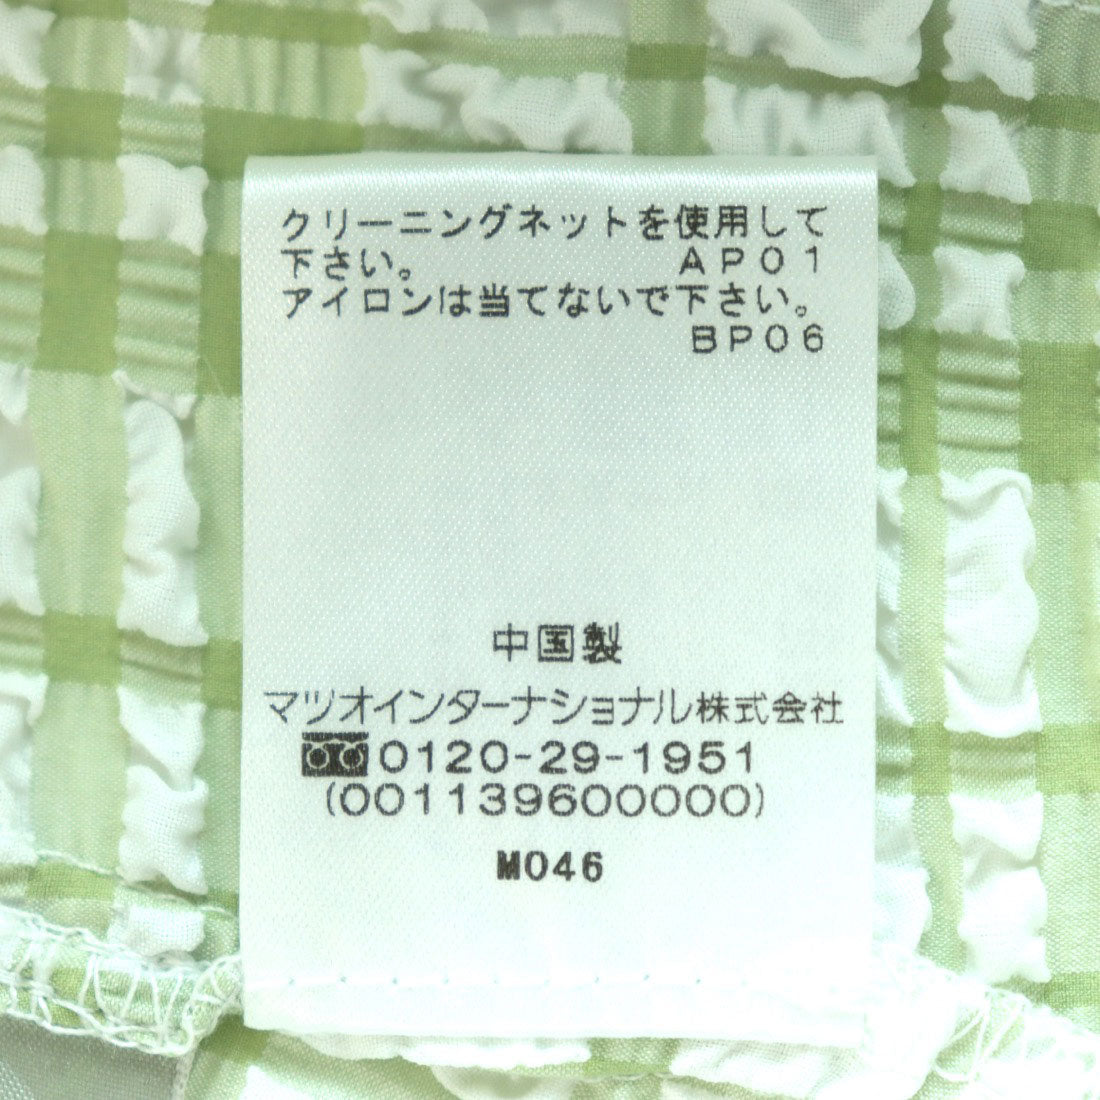 クリーニングネットを使用して
下さい。 AP01
アイロンは当てないで下さい。
BP06
中国製
マツオインターナショナル株式会社
0120-29-1951
(001139600000)
M046